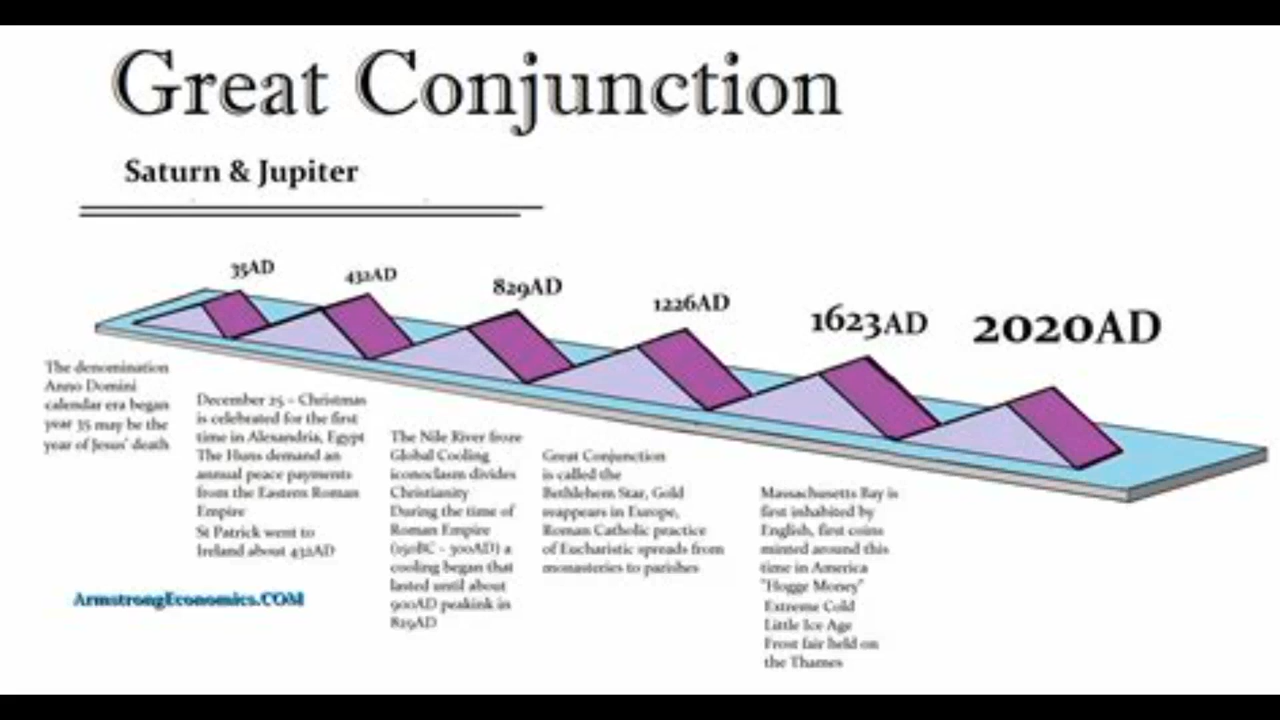 Great Conjunction
Saturn & Jupiter
35AD
432AD
829AD
1226AD
1623AD
2020AD
The denomination
Anno Domini
calendar era began
year 35 may be the
year of Jesus' death
December 25 - Christmas
is celebrated for the first
time in Alexandria, Egypt
The Huns demand an
annual peace payments
from the Eastern Roman
Empire
St Patrick went to
Ireland about 432AD
The Nile River froze
Global Cooling
iconoclasm divides
Christianity
During the time of
Roman Empire
(150BC - 300AD) a
cooling began that
lasted until about
900AD peakink in
829AD
Great Conjunction
is called the
Bethlehem Star, Gold
reappears in Europe,
Roman Catholic practice
of Eucharistic spreads from
monasteries to parishes
Massachusetts Bay is
first inhabited by
English, first coins
minted around this
time in America
"Hogge Money"
Extreme Cold
Little Ice Age
Frost fair held on
the Thames
ArmstrongEconomics.COM